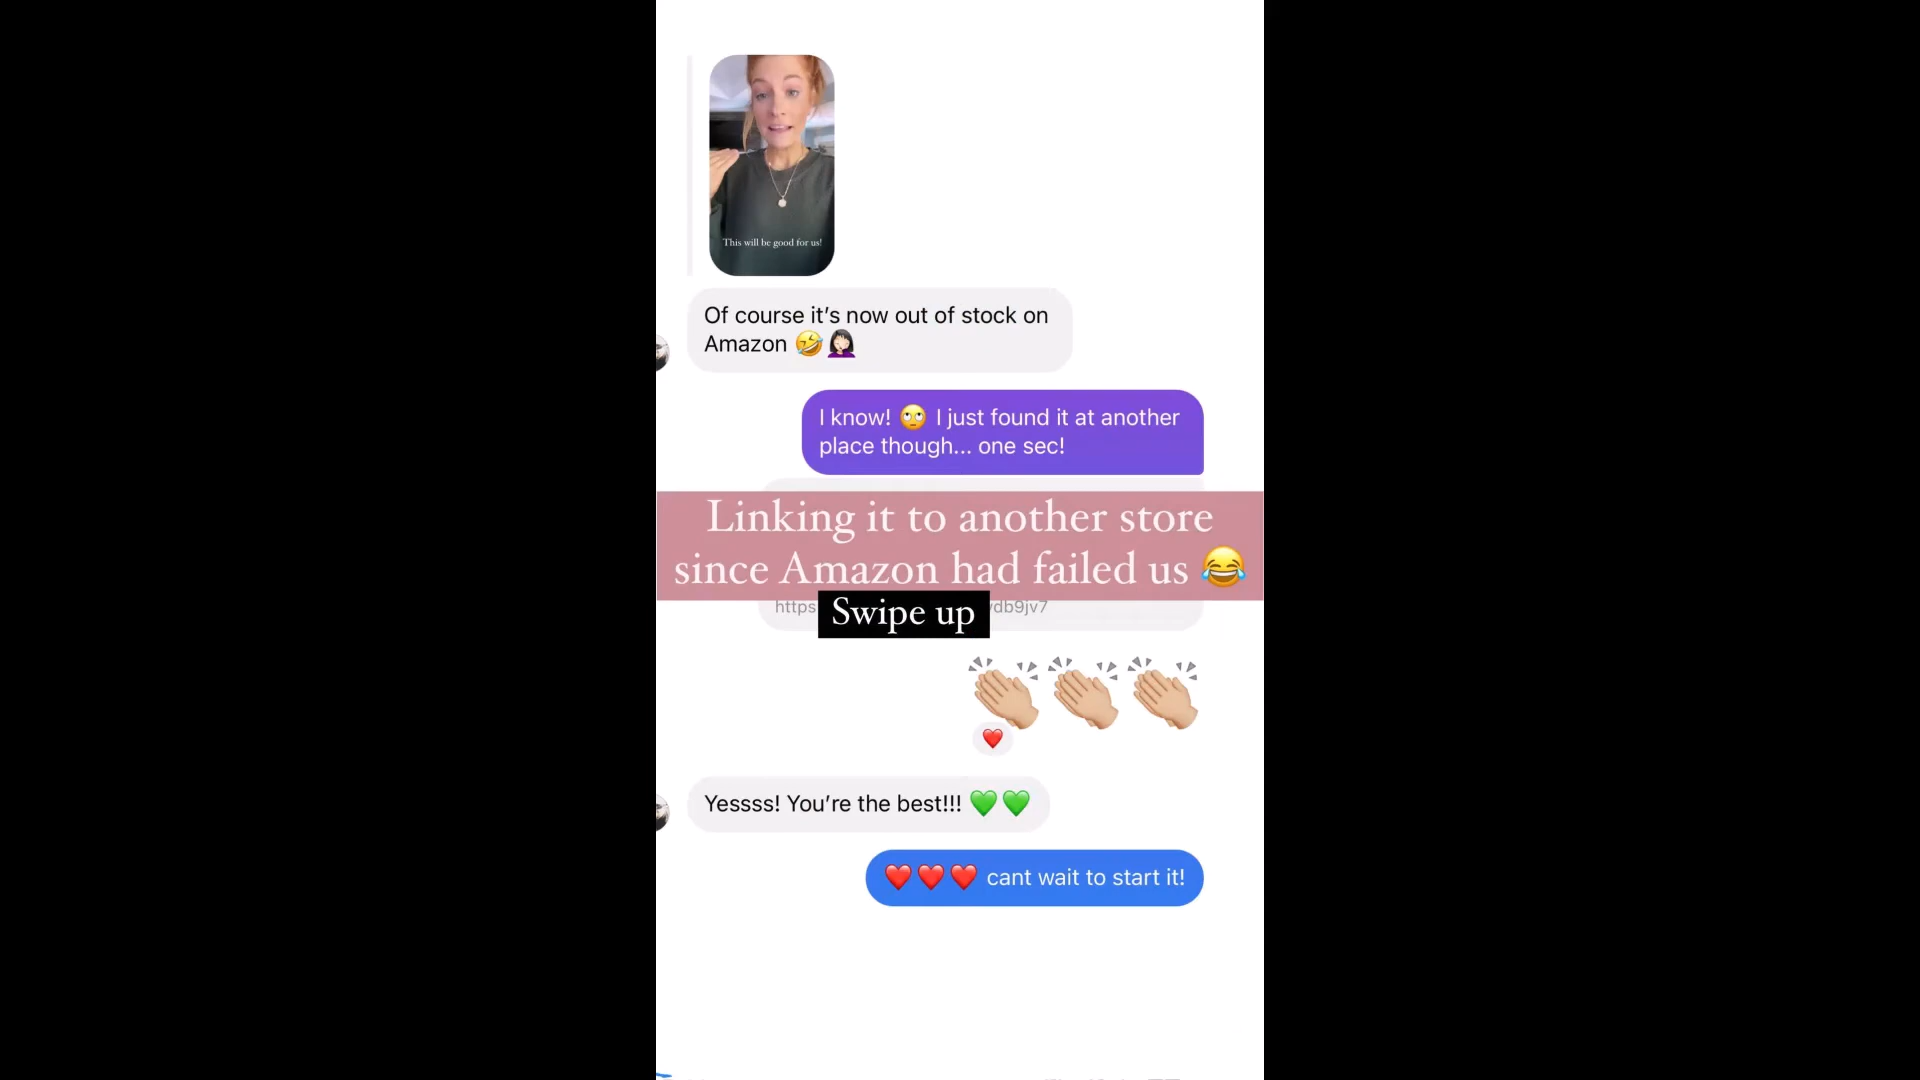 This will be good for us!
Of course it’s now out of stock on
Amazon 🤣🤦🏻‍♀️
I know! 🙄 I just found it at another
place though... one sec!
Linking it to another store
since Amazon had failed us 😂
https
db9jv7
Swipe up
👏🏼👏🏼👏🏼
❤️
Yessss! You’re the best!!! 💚💚
❤️❤️❤️ cant wait to start it!